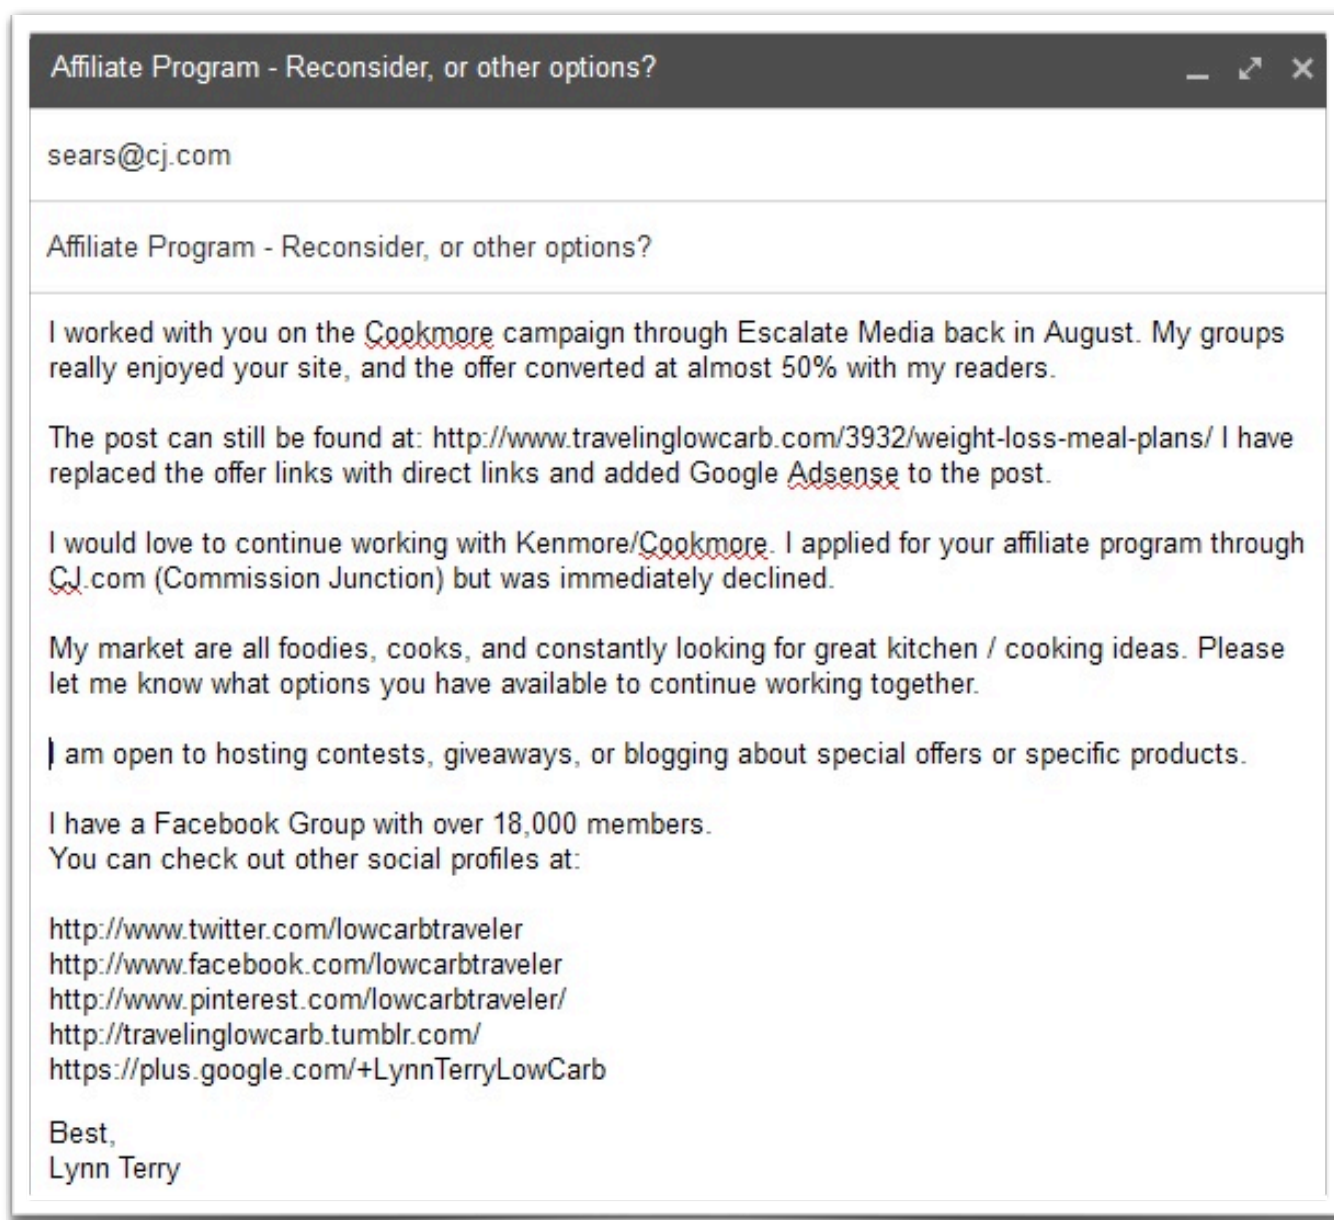 Affiliate Program - Reconsider, or other options?
sears@cj.com
Affiliate Program - Reconsider, or other options?
I worked with you on the Cookmore campaign through Escalate Media back in August. My groups
really enjoyed your site, and the offer converted at almost 50% with my readers.
The post can still be found at: http://www.travelinglowcarb.com/3932/weight-loss-meal-plans/ I have
replaced the offer links with direct links and added Google Adsense to the post.
I would love to continue working with Kenmore/Cookmore. I applied for your affiliate program through
CJ.com (Commission Junction) but was immediately declined.
My market are all foodies, cooks, and constantly looking for great kitchen / cooking ideas. Please
let me know what options you have available to continue working together.
I am open to hosting contests, giveaways, or blogging about special offers or specific products.
I have a Facebook Group with over 18,000 members.
You can check out other social profiles at:
http://www.twitter.com/lowcarbtraveler
http://www.facebook.com/lowcarbtraveler
http://www.pinterest.com/lowcarbtraveler/
http://travelinglowcarb.tumblr.com/
https://plus.google.com/+LynnTerryLowCarb
Best,
Lynn Terry